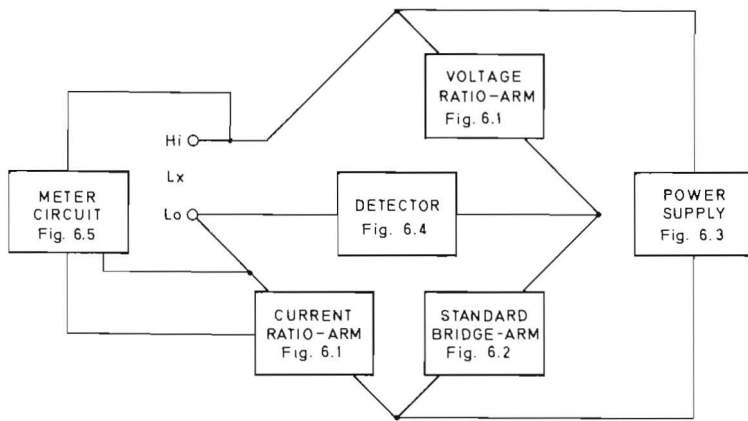 VOLTAGE
RATIO-ARM
Fig. 6.1
Hi
Lx
Lo
METER
CIRCUIT
Fig. 6.5
DETECTOR
Fig. 6.4
POWER
SUPPLY
Fig. 6.3
CURRENT
RATIO-ARM
Fig. 6.1
STANDARD
BRIDGE-ARM
Fig. 6.2